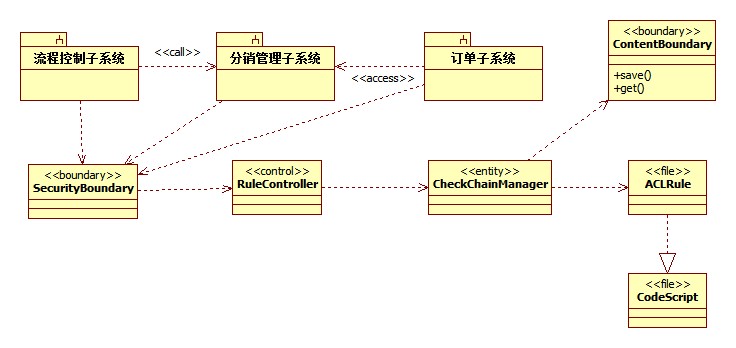 流程控制子系统
<<call>>
分销管理子系统
<<access>>
订单子系统
<<boundary>>
ContentBoundary
+save()
+get()
<<boundary>>
SecurityBoundary
<<control>>
RuleController
<<entity>>
CheckChainManager
<<file>>
ACLRule
<<file>>
CodeScript